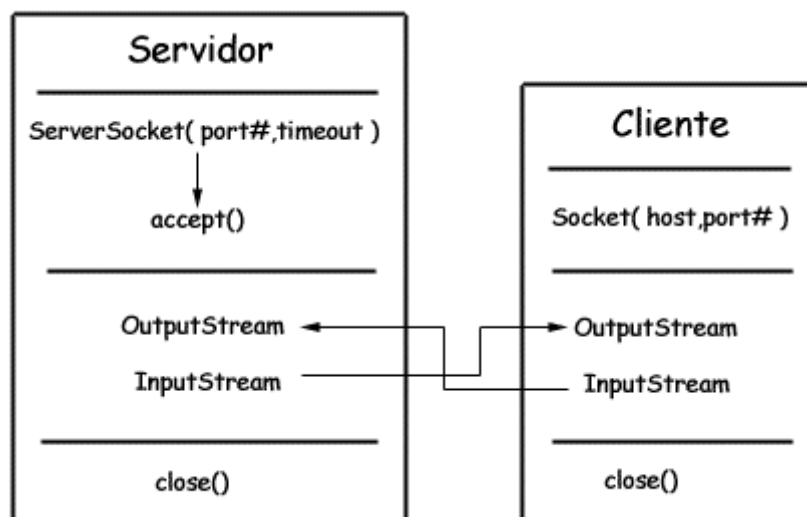 Servidor
ServerSocket( port#,timeout )
accept()
OutputStream
InputStream
close()
Cliente
Socket( host,port# )
OutputStream
InputStream
close()